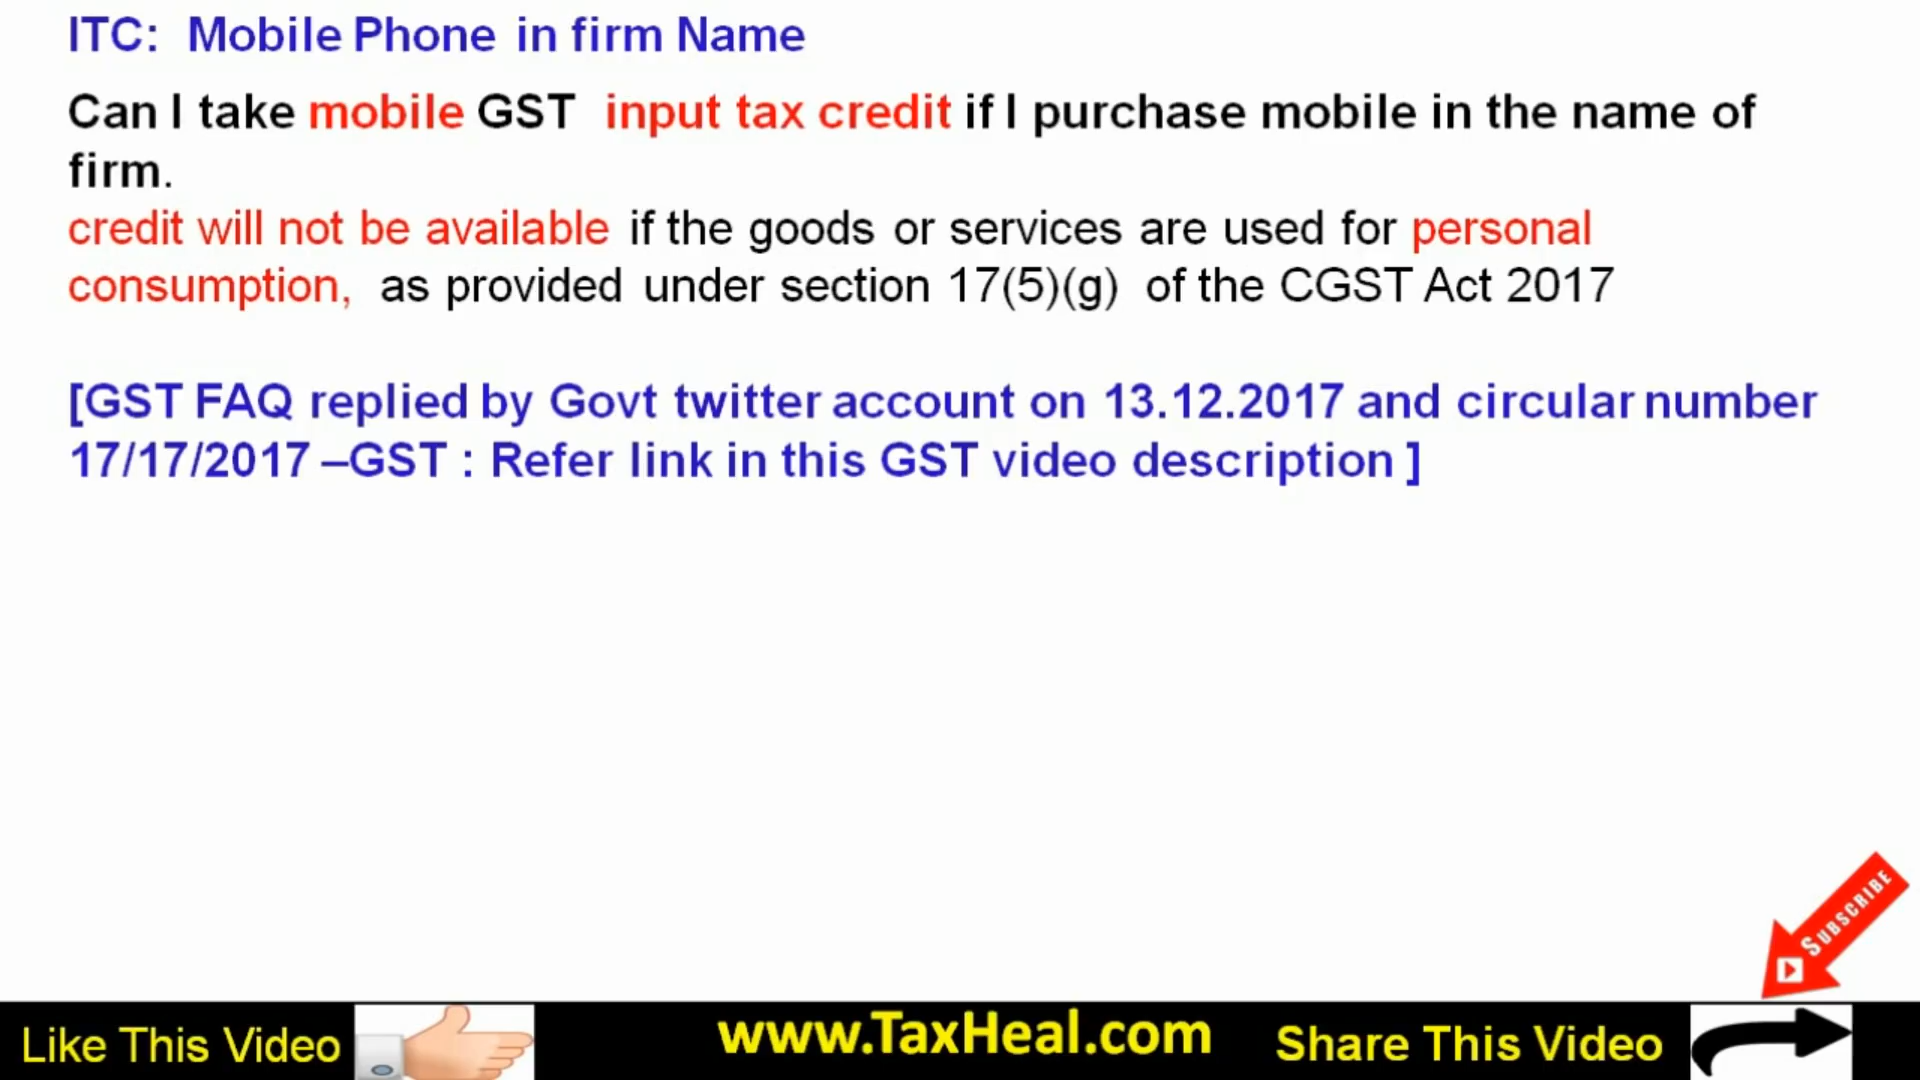 ITC: Mobile Phone in firm Name
Can I take mobile GST input tax credit if I purchase mobile in the name of
firm.
credit will not be available if the goods or services are used for personal
consumption, as provided under section 17(5)(g) of the CGST Act 2017
[GST FAQ replied by Govt twitter account on 13.12.2017 and circular number
17/17/2017 –GST : Refer link in this GST video description ]
SUBSCRIBE
Like This Video
www.TaxHeal.com
Share This Video